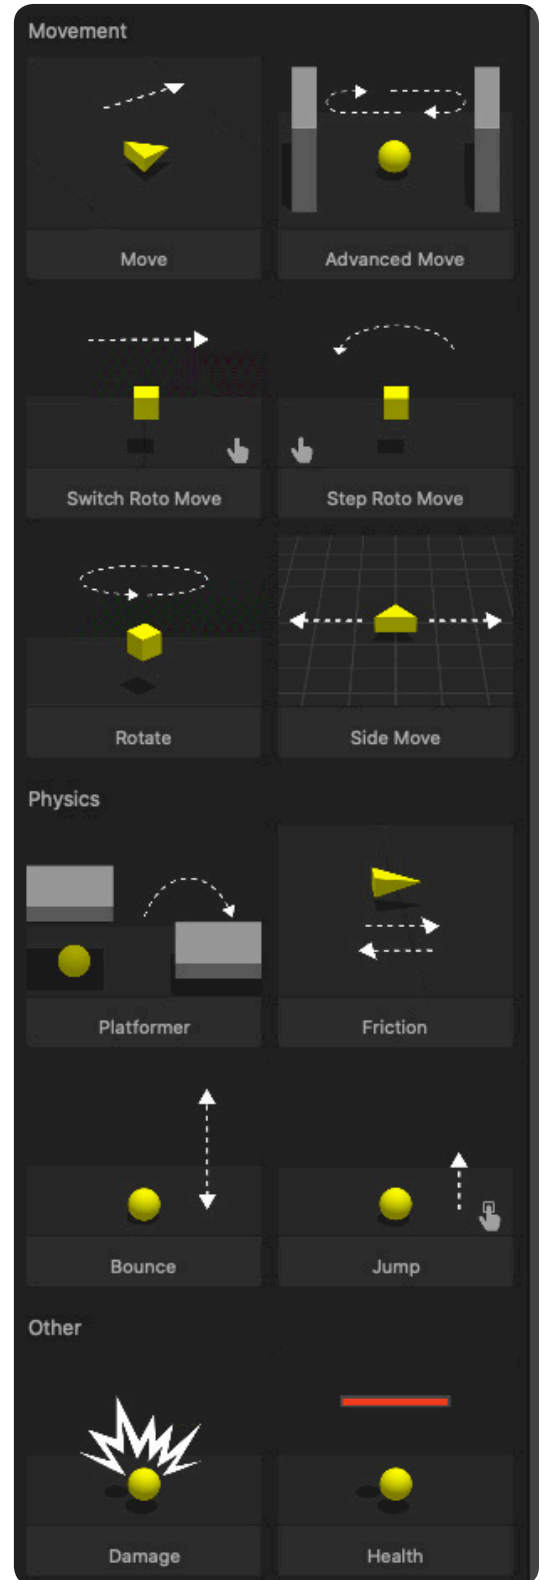 Movement
Move
Advanced Move
Switch Roto Move
Step Roto Move
Rotate
Side Move
Physics
Platformer
Friction
Bounce
Jump
Other
Damage
Health